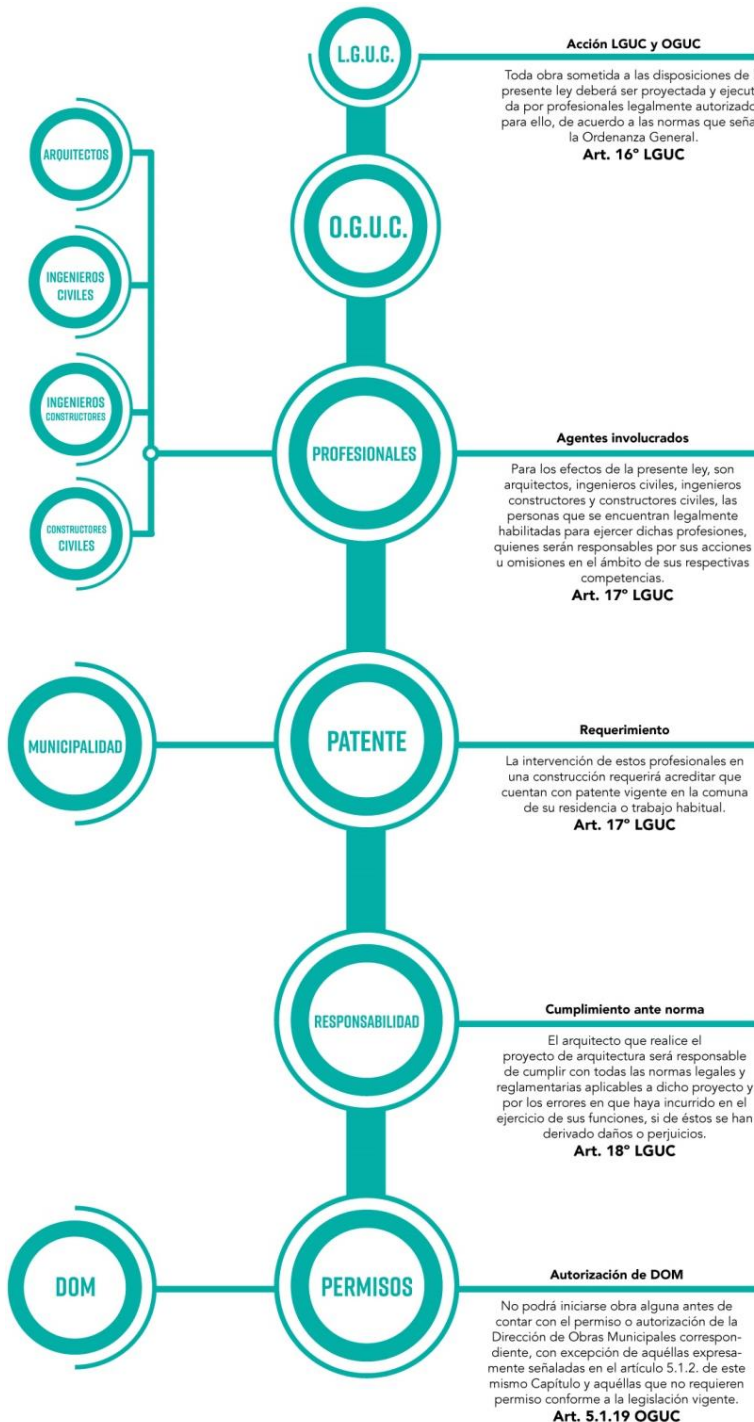 L.G.U.C.
Acción LGUC y OGUC
Toda obra sometida a las disposiciones de
presente ley deberá ser proyectada y ejecut
da por profesionales legalmente autorizado
para ello, de acuerdo a las normas que seña
la Ordenanza General.
Art. 16º LGUC
O.G.U.C.
ARQUITECTOS
INGENIEROS
CIVILES
INGENIEROS
CONSTRUCTORES
CONSTRUCTORES
CIVILES
PROFESIONALES
Agentes involucrados
Para los efectos de la presente ley, son
arquitectos, ingenieros civiles, ingenieros
constructores y constructores civiles, las
personas que se encuentran legalmente
habilitadas para ejercer dichas profesiones,
quienes serán responsables por sus acciones
u omisiones en el ámbito de sus respectivas
competencias.
Art. 17º LGUC
MUNICIPALIDAD
PATENTE
Requerimiento
La intervención de estos profesionales en
una construcción requerirá acreditar que
cuentan con patente vigente en la comuna
de su residencia o trabajo habitual.
Art. 17º LGUC
RESPONSABILIDAD
Cumplimiento ante norma
El arquitecto que realice el
proyecto de arquitectura será responsable
de cumplir con todas las normas legales y
reglamentarias aplicables a dicho proyecto y
por los errores en que haya incurrido en el
ejercicio de sus funciones, si de éstos se han
derivado daños o perjuicios.
Art. 18º LGUC
DOM
PERMISOS
Autorización de DOM
No podrá iniciarse obra alguna antes de
contar con el permiso o autorización de la
Dirección de Obras Municipales correspon-
diente, con excepción de aquéllas expresa-
mente señaladas en el artículo 5.1.2. de este
mismo Capítulo y aquéllas que no requieren
permiso conforme a la legislación vigente.
Art. 5.1.19 OGUC